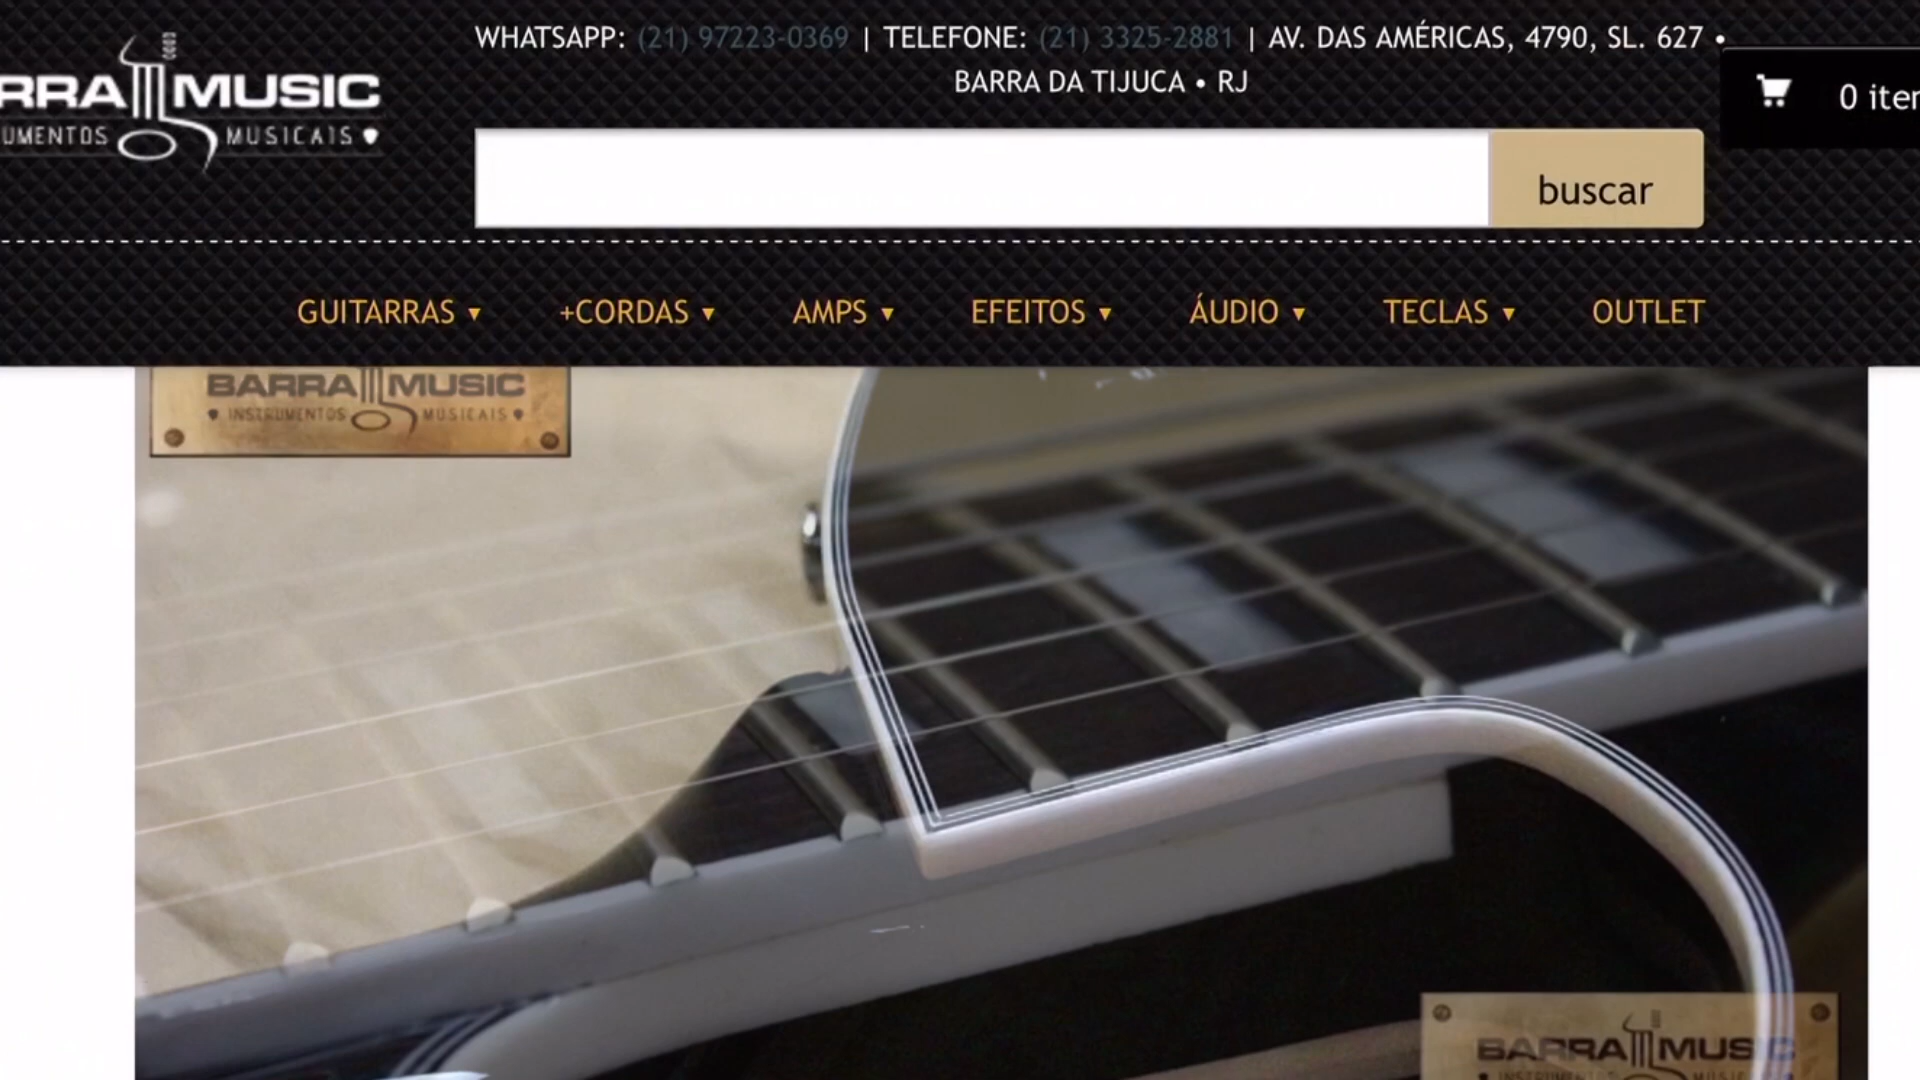 WHATSAPP: (21) 97223-0369 | TELEFONE: (21) 3325-2881 | AV. DAS AMÉRICAS, 4790, SL. 627 •
BARRA DA TIJUCA • RJ
RRA MUSIC
UMENTOS MUSICAIS
0 iter
buscar
GUITARRAS ▼ +CORDAS ▼ AMPS ▼ EFEITOS ▼ ÁUDIO ▼ TECLAS ▼ OUTLET
BARRA MUSIC
INSTRUMENTOS MUSICAIS
BARRA MUSIC